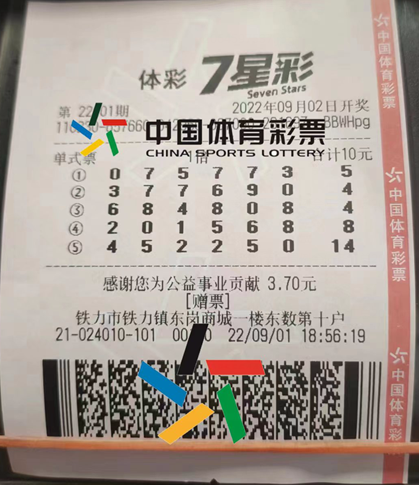 体彩 7星彩
Seven Stars
2022年09月02日开奖
BBWHpg
中国体育彩票
CHINA SPORTS LOTTERY
单式票 计10元
① 0 7 5 7 7 3 5
② 3 7 7 6 9 0 4
③ 6 8 4 8 0 8 4
④ 2 0 1 5 6 8 8
⑤ 4 5 2 2 5 0 14
感谢您为公益事业贡献 3.70元
[赠票]
铁力市铁力镇东岗商城一楼东数第十户
21-024010-101 22/09/01 18:56:19
中国体育彩票
中国体育彩票
中国体育彩票